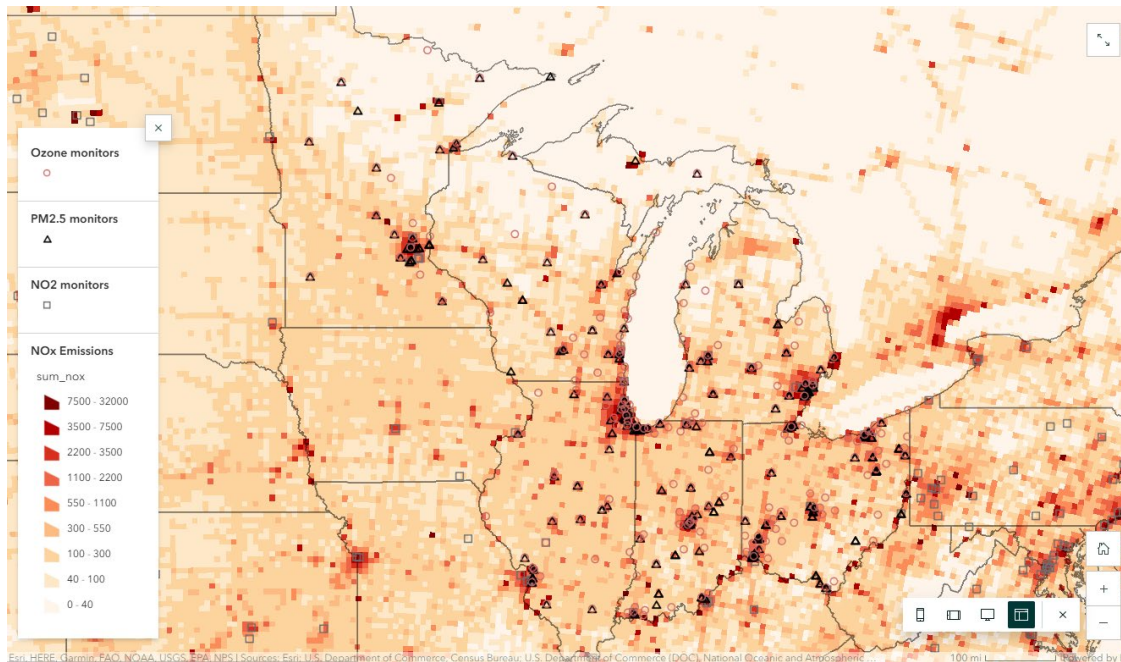 Ozone monitors
PM2.5 monitors
NO2 monitors
NOx Emissions
sum_nox
7500 - 32000
3500 - 7500
2200 - 3500
1100 - 2200
550 - 1100
300 - 550
100 - 300
40 - 100
0 - 40
Esri, HERE, Garmin, FAO, NOAA, USGS, EPA, NPS | Sources: Esri; U.S. Department of Commerce, Census Bureau; U.S. Department of Commerce (DOC), National Oceanic and Atmospheric ...
100 mi
Powered by